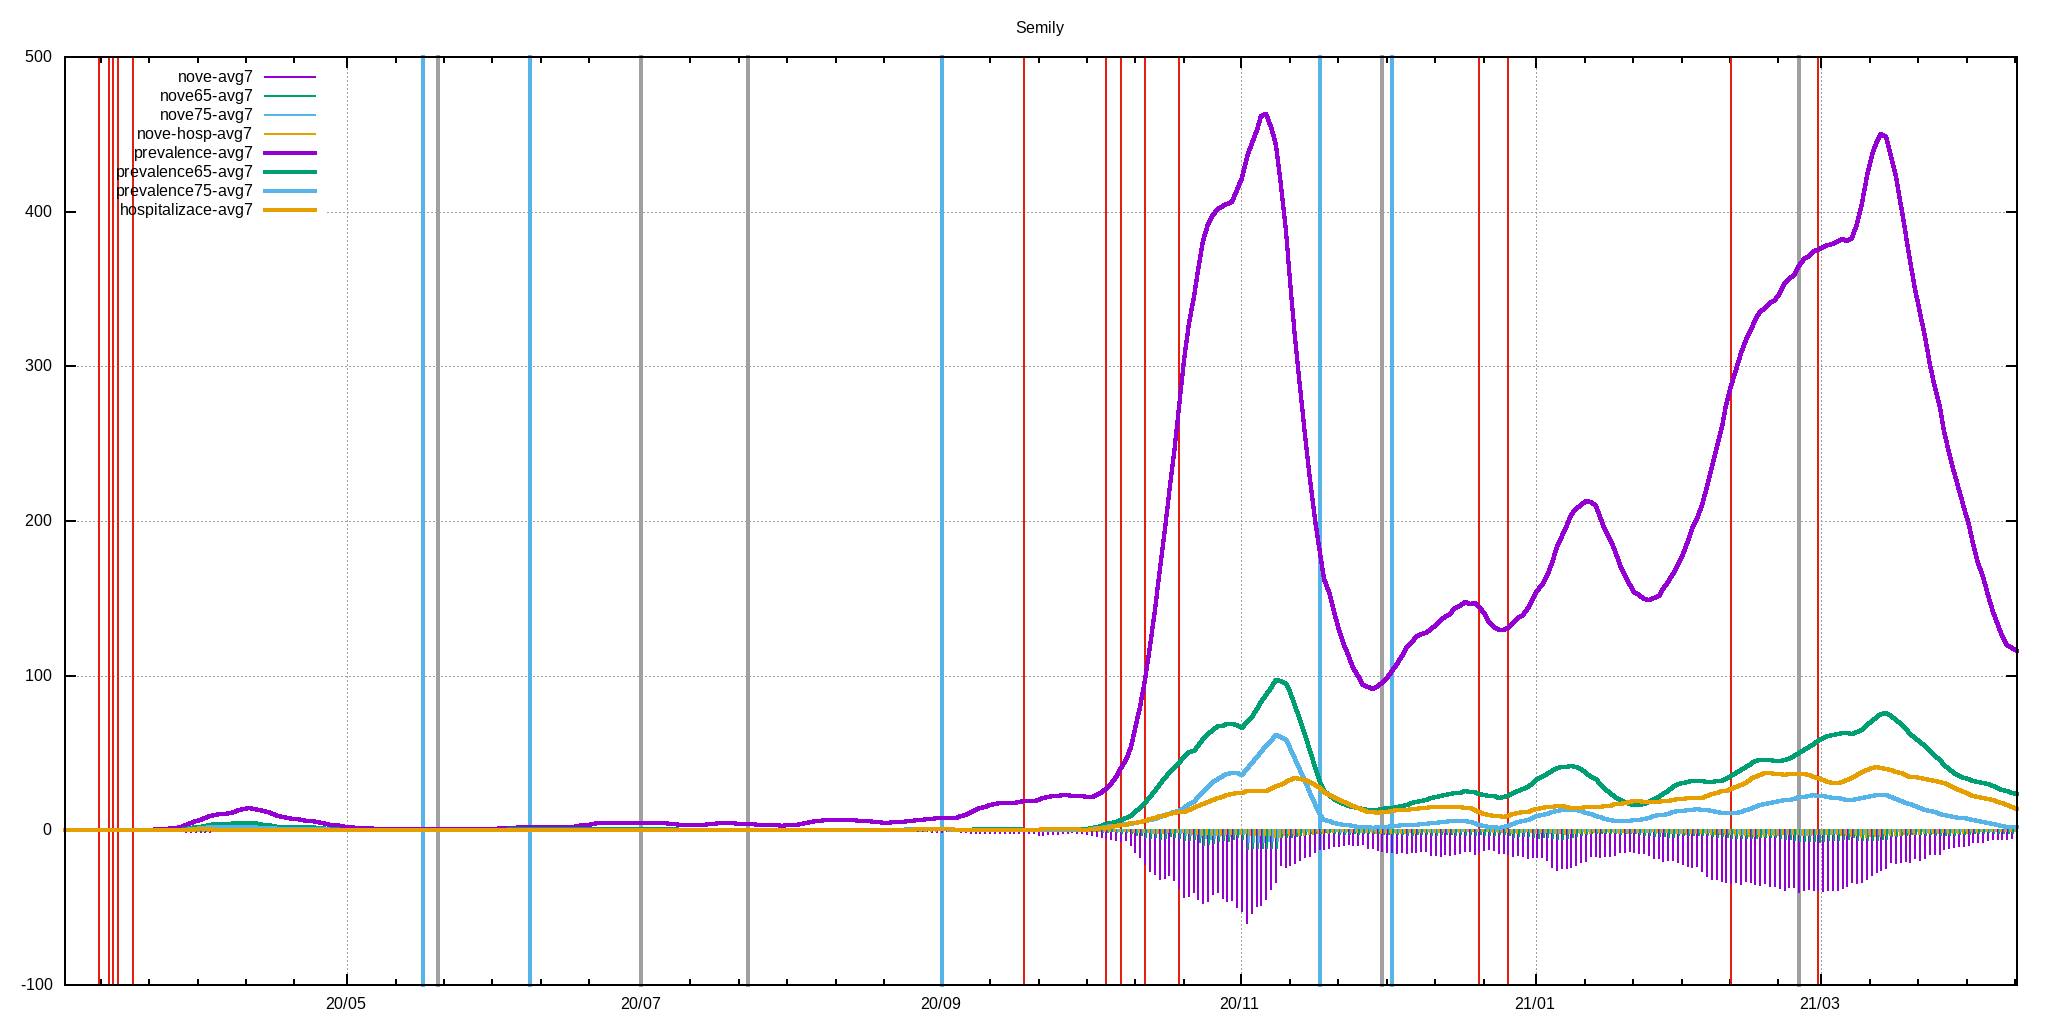 Semily
500
400
300
200
100
0
-100
nove-avg7
nove65-avg7
nove75-avg7
nove-hosp-avg7
prevalence-avg7
prevalence65-avg7
prevalence75-avg7
hospitalizace-avg7
20/05
20/07
20/09
20/11
21/01
21/03